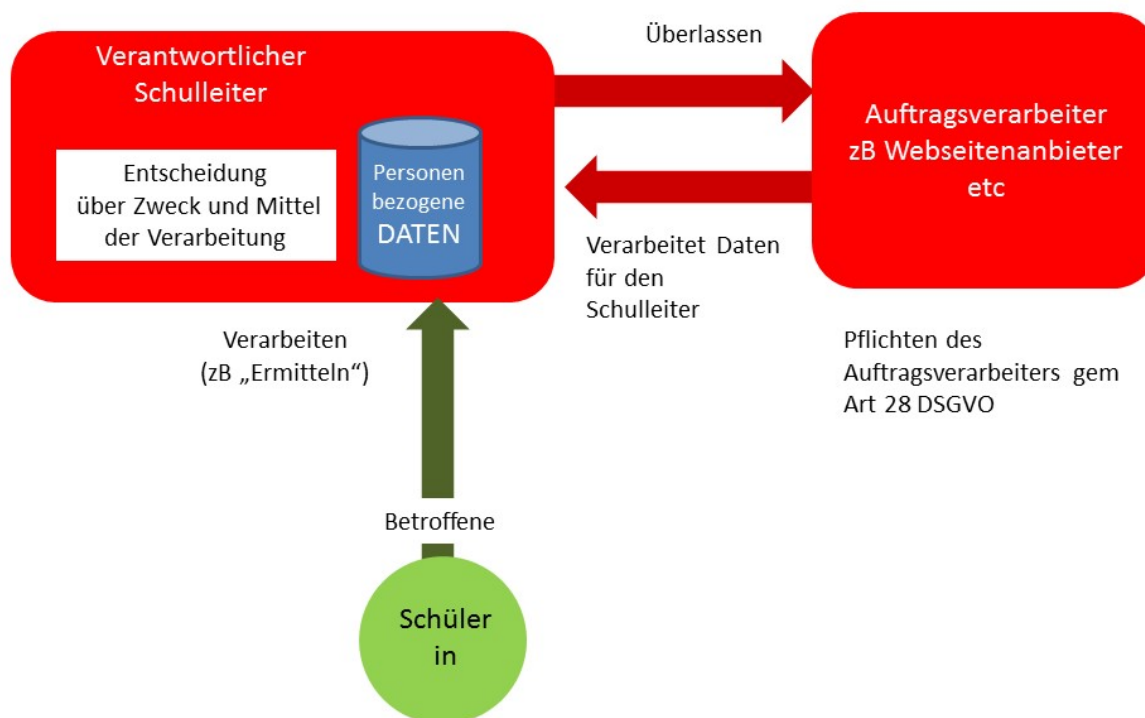 Verantwortlicher
Schulleiter
Entscheidung
über Zweck und Mittel
der Verarbeitung
Personen
bezogene
DATEN
Überlassen
Auftragsverarbeiter
zB Webseitenanbieter
etc
Verarbeitet Daten
für den
Schulleiter
Verarbeiten
(zB „Ermitteln“)
Pflichten des
Auftragsverarbeiters gem
Art 28 DSGVO
Betroffene
Schüler
in